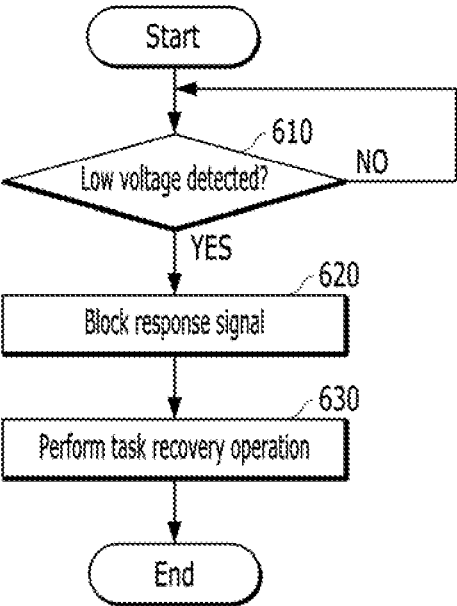 Start
610
Low voltage detected?
NO
YES
620
Block response signal
630
Perform task recovery operation
End